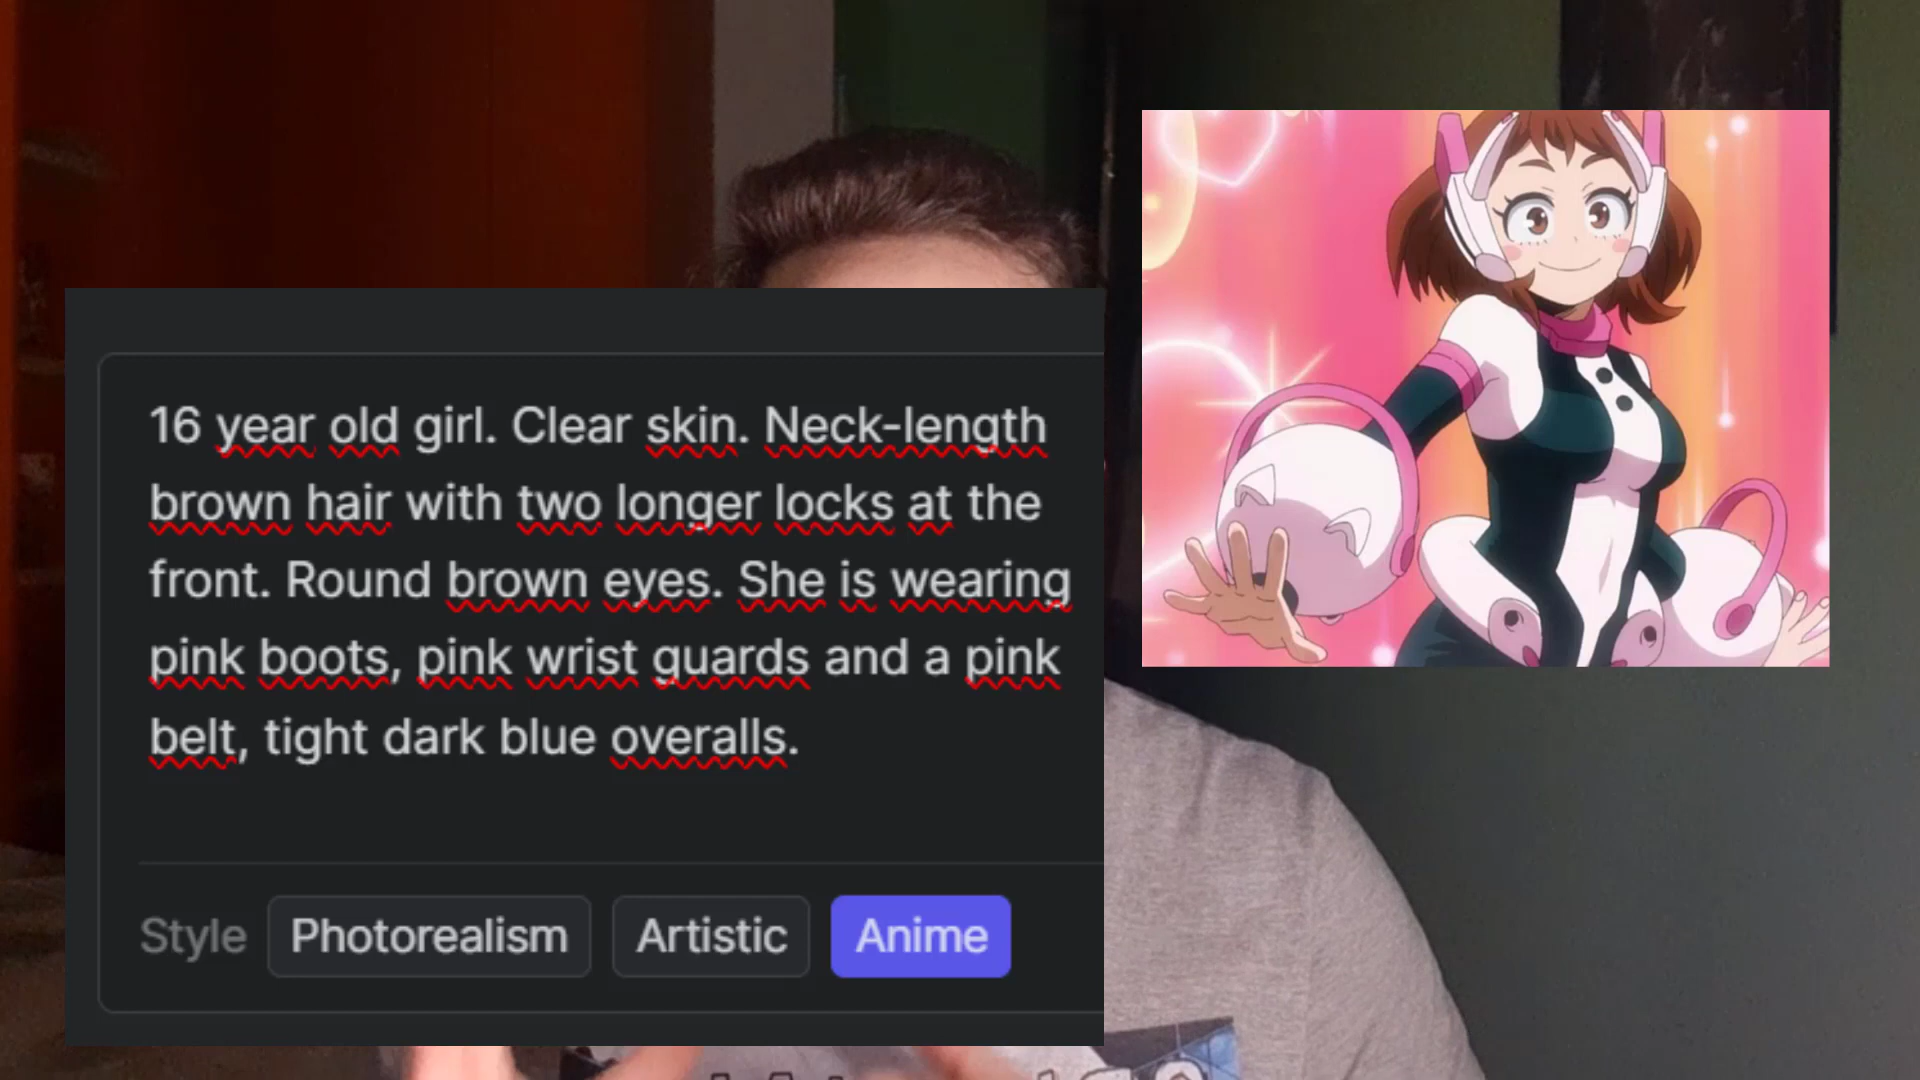 16 year old girl. Clear skin. Neck-length
brown hair with two longer locks at the
front. Round brown eyes. She is wearing
pink boots, pink wrist guards and a pink
belt, tight dark blue overalls.
Style Photorealism Artistic Anime